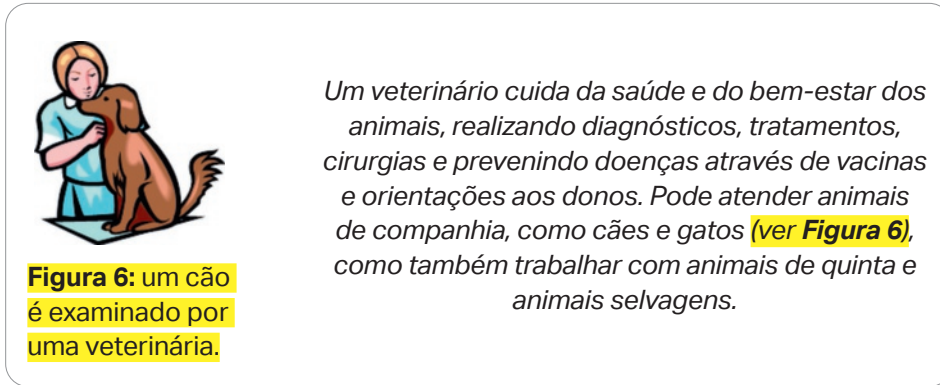 Um veterinário cuida da saúde e do bem-estar dos
animais, realizando diagnósticos, tratamentos,
cirurgias e prevenindo doenças através de vacinas
e orientações aos donos. Pode atender animais
de companhia, como cães e gatos (ver Figura 6),
como também trabalhar com animais de quinta e
animais selvagens.
Figura 6: um cão
é examinado por
uma veterinária.